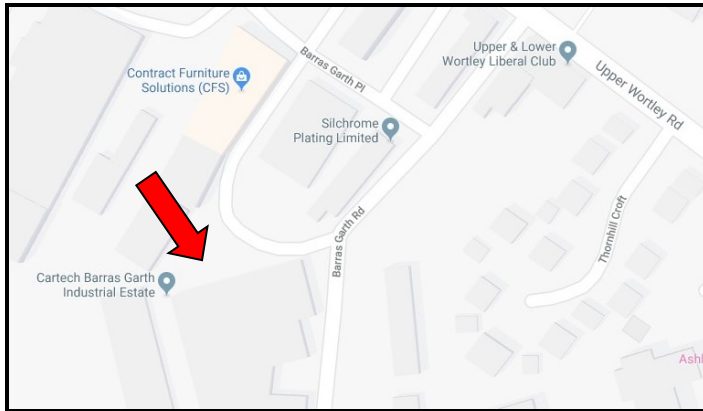 Upper & Lower
Wortley Liberal Club
Upper Wortley Rd
Barras Garth Pl
Contract Furniture
Solutions (CFS)
Silchrome
Plating Limited
Thornhill Croft
Barras Garth Rd
Cartech Barras Garth
Industrial Estate
Ashl